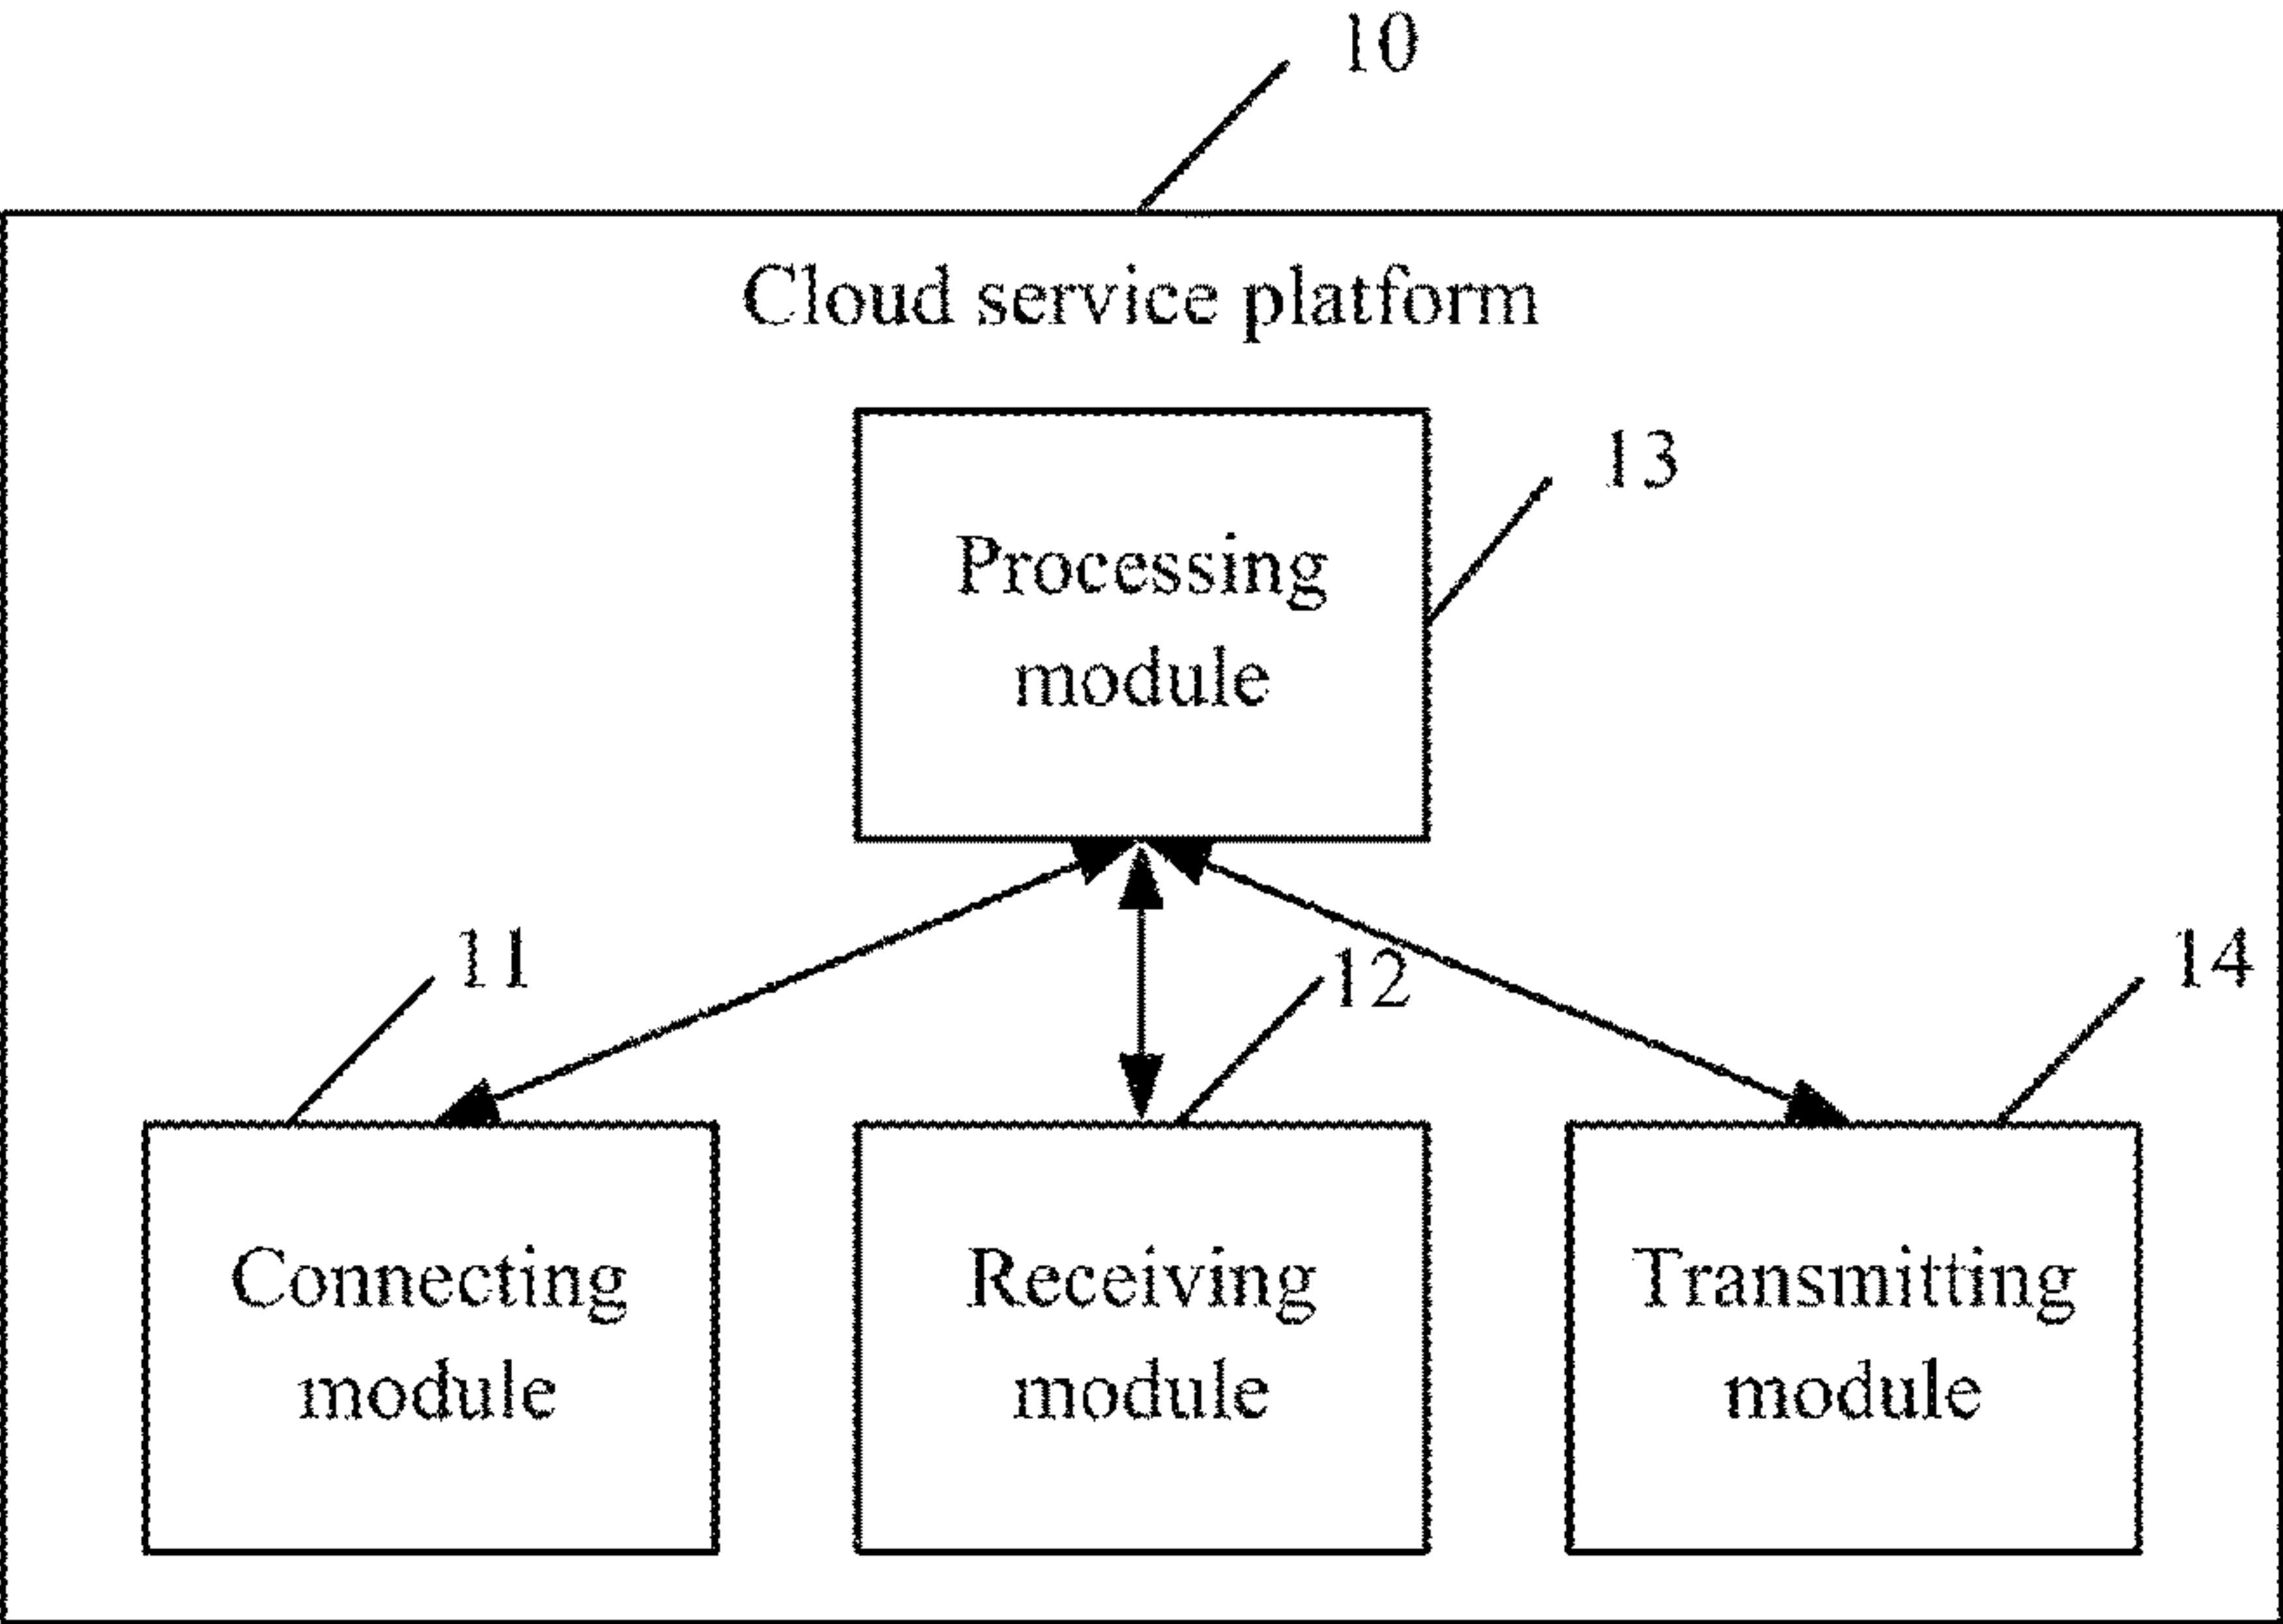 10
Cloud service platform
13
Processing
module
11
12
14
Connecting
module
Receiving
module
Transmitting
module